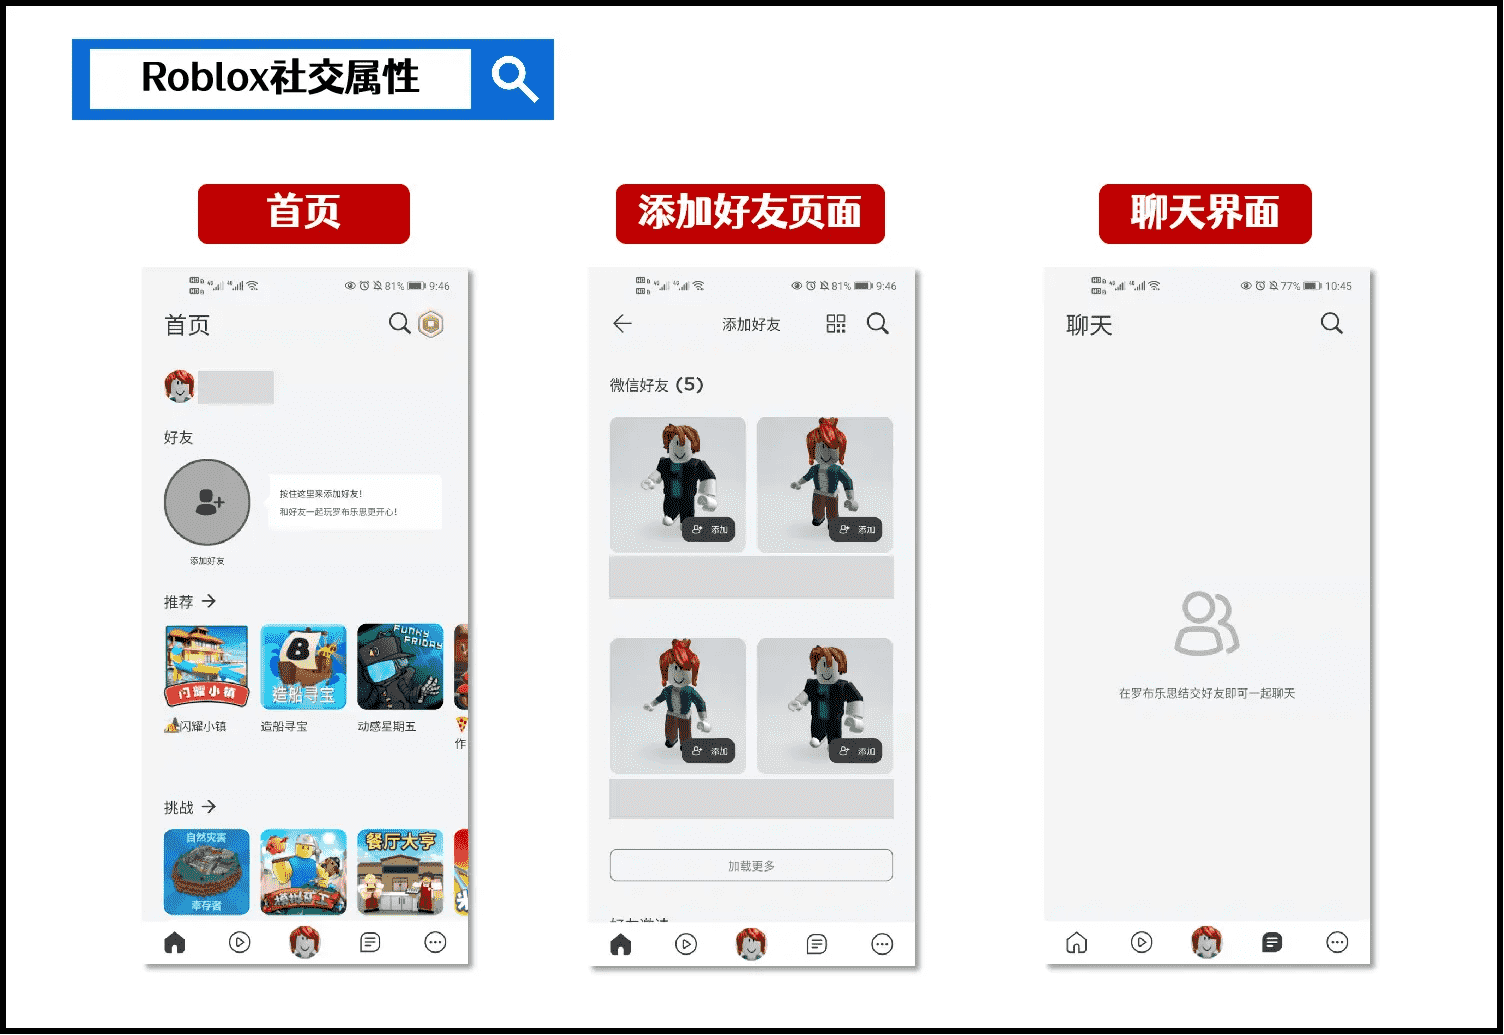 Roblox社交属性
首页
添加好友页面
聊天界面
81% 9:46
首页
好友
按住这里来添加好友!
和好友一起玩罗布乐思更开心!
添加好友
推荐
闪耀小镇
B
造船寻宝
FUNKY FRIDAY
闪耀小镇
造船寻宝
动感星期五
作
挑战
自然灾害
幸存者
模拟矿工
餐厅大亨
81% 9:46
添加好友
微信好友 (5)
添加
添加
添加
添加
加载更多
77% 10:45
聊天
在罗布乐思结交好友即可一起聊天